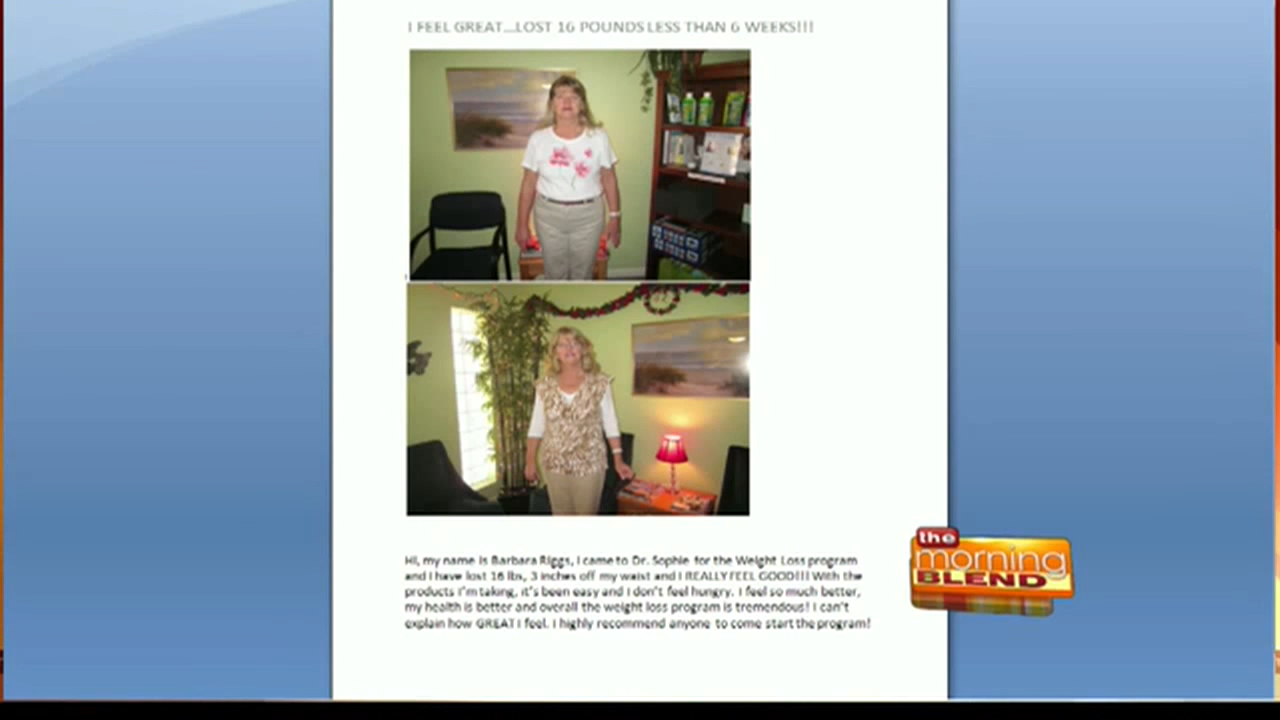 I FEEL GREAT...LOST 16 POUNDS LESS THAN 6 WEEKS!!!
Hi, my name is Barbara Riggs, I came to Dr. Sophie for the Weight Loss program
and I have lost 16 lbs, 3 inches off my waist and I REALLY FEEL GOOD!!! With the
products I'm taking, it's been easy and I don't feel hungry. I feel so much better,
my health is better and overall the weight loss program is tremendous! I can't
explain how GREAT I feel. I highly recommend anyone to come start the program!
the
morning
BLEND